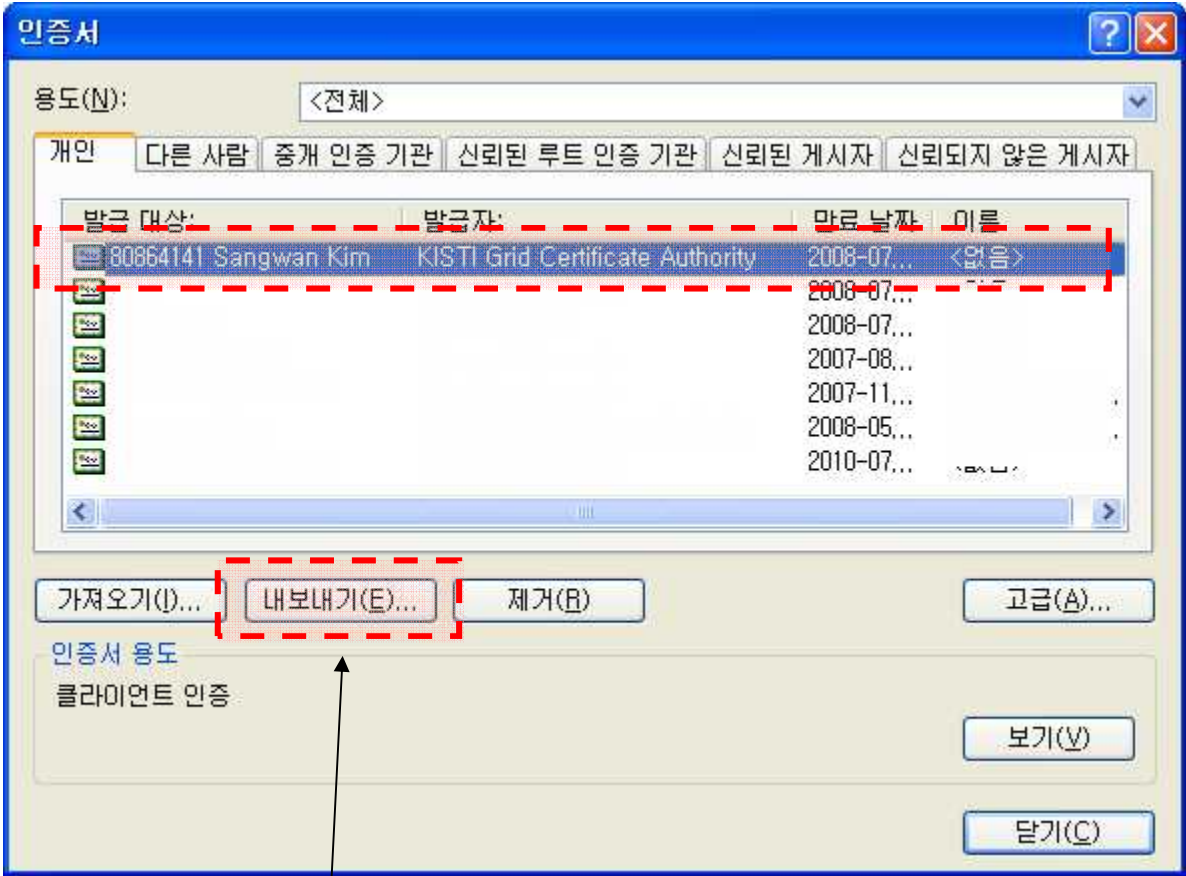 인증서
용도(N): <전체>
개인 다른 사람 중개 인증 기관 신뢰된 루트 인증 기관 신뢰된 게시자 신뢰되지 않은 게시자
발급 대상: 발급자: 만료 날짜 이름
80864141 Sangwan Kim KISTI Grid Certificate Authority 2008-07... <없음>
2008-07...
2008-07...
2007-08...
2007-11...
2008-05...
2010-07...
가져오기(I)... 내보내기(E)... 제거(R) 고급(A)...
인증서 용도
클라이언트 인증
보기(V)
닫기(C)